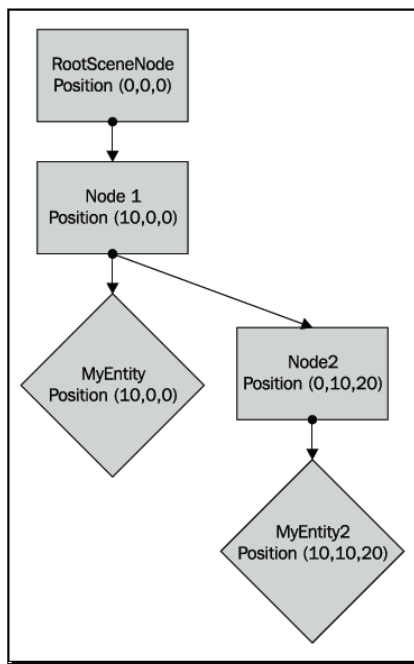 RootSceneNode
Position (0,0,0)
Node 1
Position (10,0,0)
MyEntity
Position (10,0,0)
Node2
Position (0,10,20)
MyEntity2
Position (10,10,20)